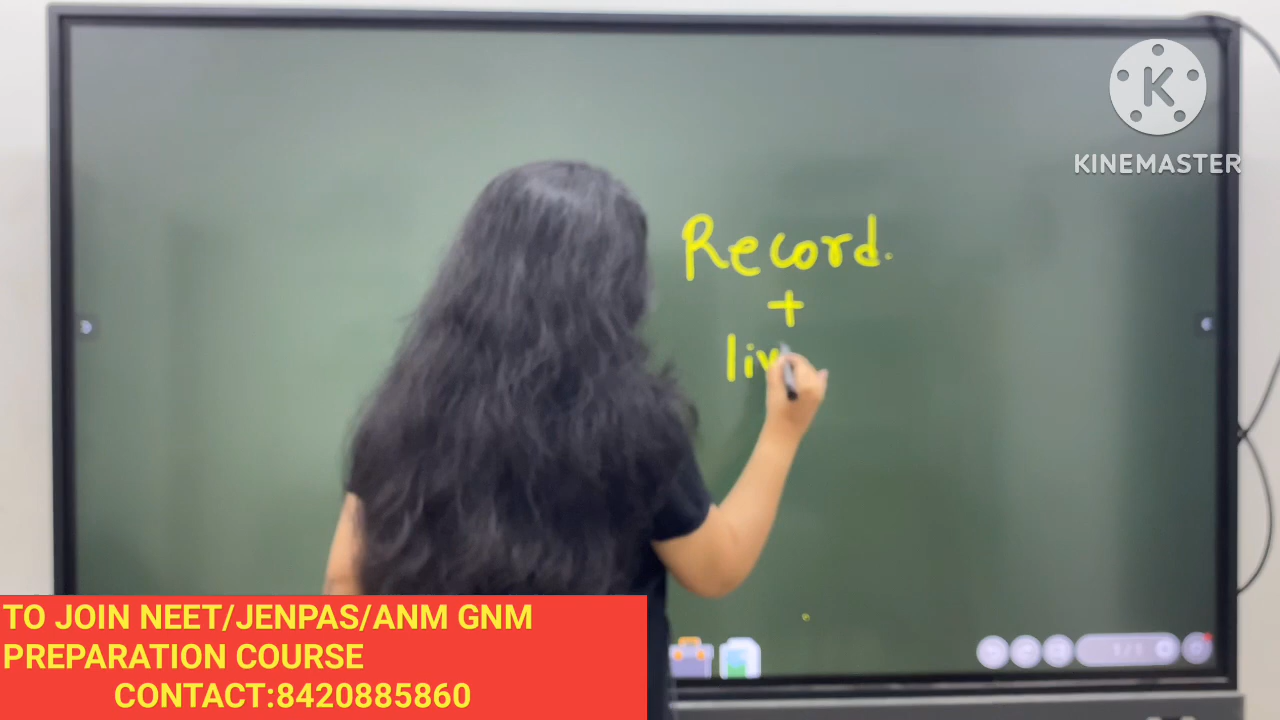 K
KINEMASTER
Record.
+
liv
TO JOIN NEET/JENPAS/ANM GNM
PREPARATION COURSE
CONTACT:8420885860